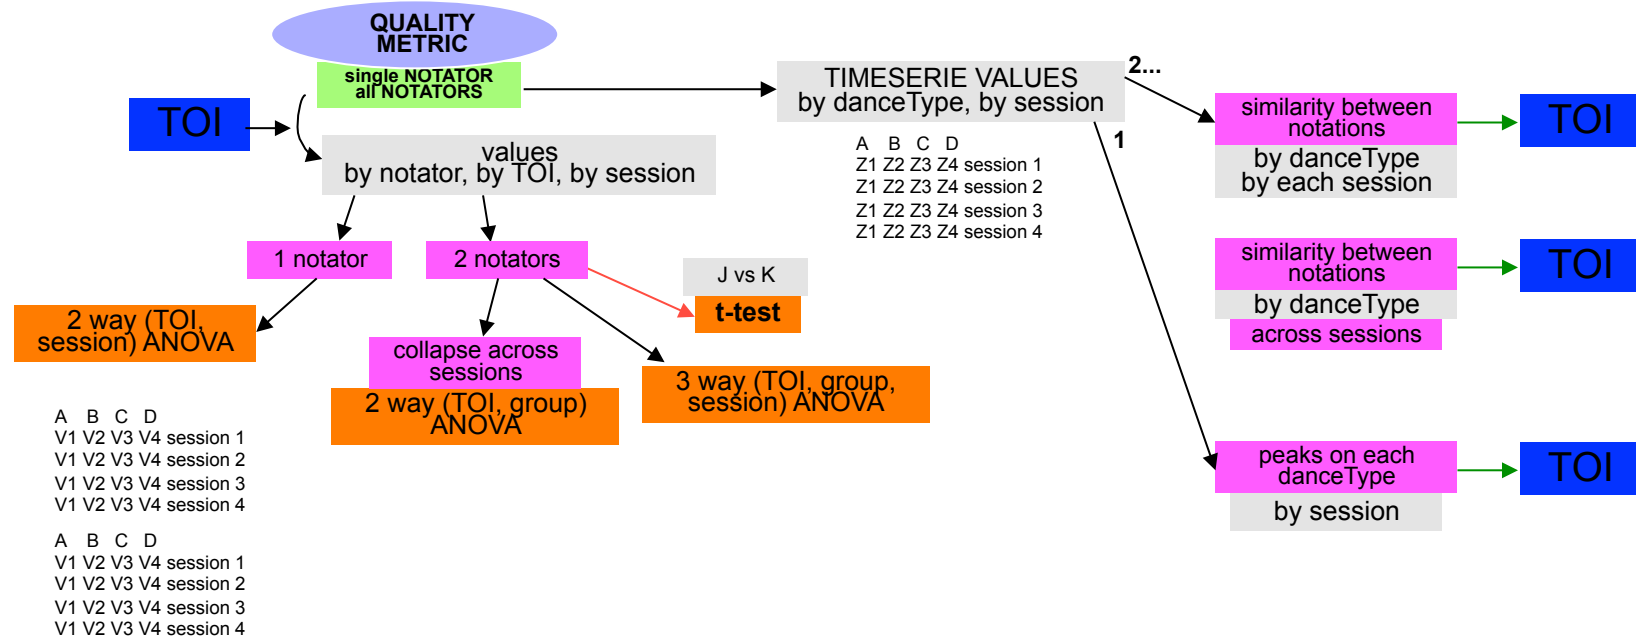 QUALITY
METRIC
single NOTATOR
all NOTATORS
TOI
values
by notator, by TOI, by session
1 notator
2 notators
J vs K
t-test
2 way (TOI,
session) ANOVA
collapse across
sessions
2 way (TOI, group)
ANOVA
3 way (TOI, group,
session) ANOVA
A B C D
V1 V2 V3 V4 session 1
V1 V2 V3 V4 session 2
V1 V2 V3 V4 session 3
V1 V2 V3 V4 session 4
A B C D
V1 V2 V3 V4 session 1
V1 V2 V3 V4 session 2
V1 V2 V3 V4 session 3
V1 V2 V3 V4 session 4
TIMESERIE VALUES
by danceType, by session
2...
1
A B C D
Z1 Z2 Z3 Z4 session 1
Z1 Z2 Z3 Z4 session 2
Z1 Z2 Z3 Z4 session 3
Z1 Z2 Z3 Z4 session 4
similarity between
notations
by danceType
by each session
TOI
similarity between
notations
by danceType
across sessions
TOI
peaks on each
danceType
by session
TOI